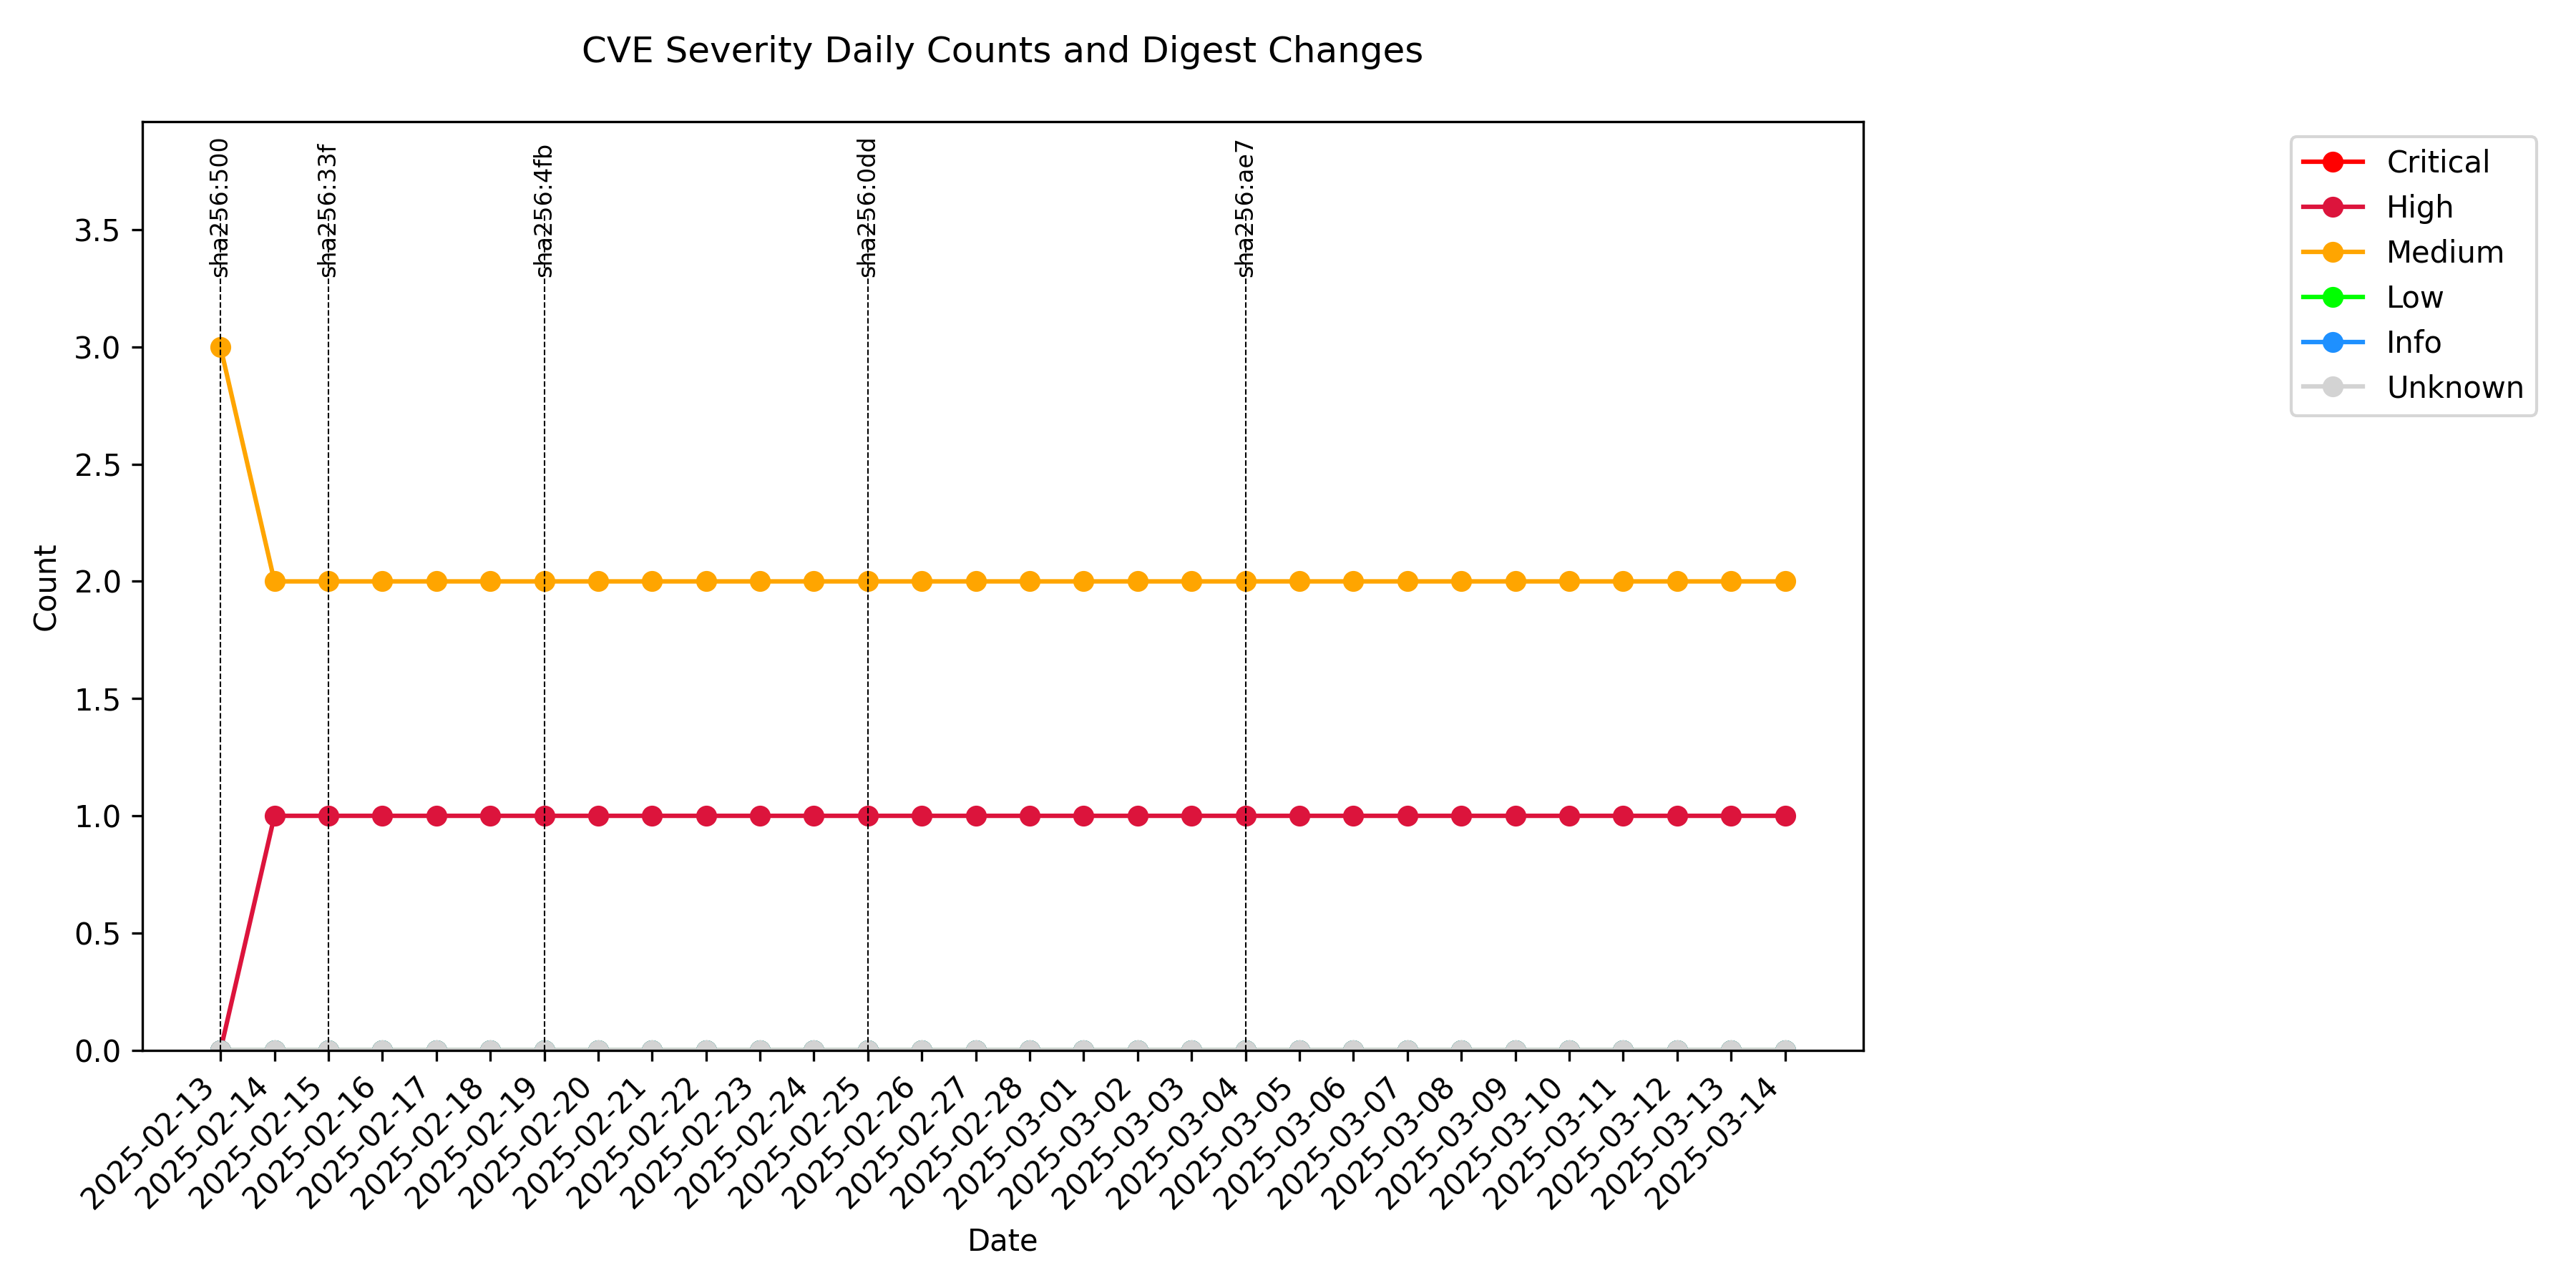 CVE Severity Daily Counts and Digest Changes
sha256:500
sha256:33f
sha256:4fb
sha256:0dd
sha256:ae7
Critical
High
Medium
Low
Info
Unknown
3.5
3.0
2.5
2.0
1.5
1.0
0.5
0.0
Count
2025-02-13
2025-02-14
2025-02-15
2025-02-16
2025-02-17
2025-02-18
2025-02-19
2025-02-20
2025-02-21
2025-02-22
2025-02-23
2025-02-24
2025-02-25
2025-02-26
2025-02-27
2025-02-28
2025-03-01
2025-03-02
2025-03-03
2025-03-04
2025-03-05
2025-03-06
2025-03-07
2025-03-08
2025-03-09
2025-03-10
2025-03-11
2025-03-12
2025-03-13
2025-03-14
Date